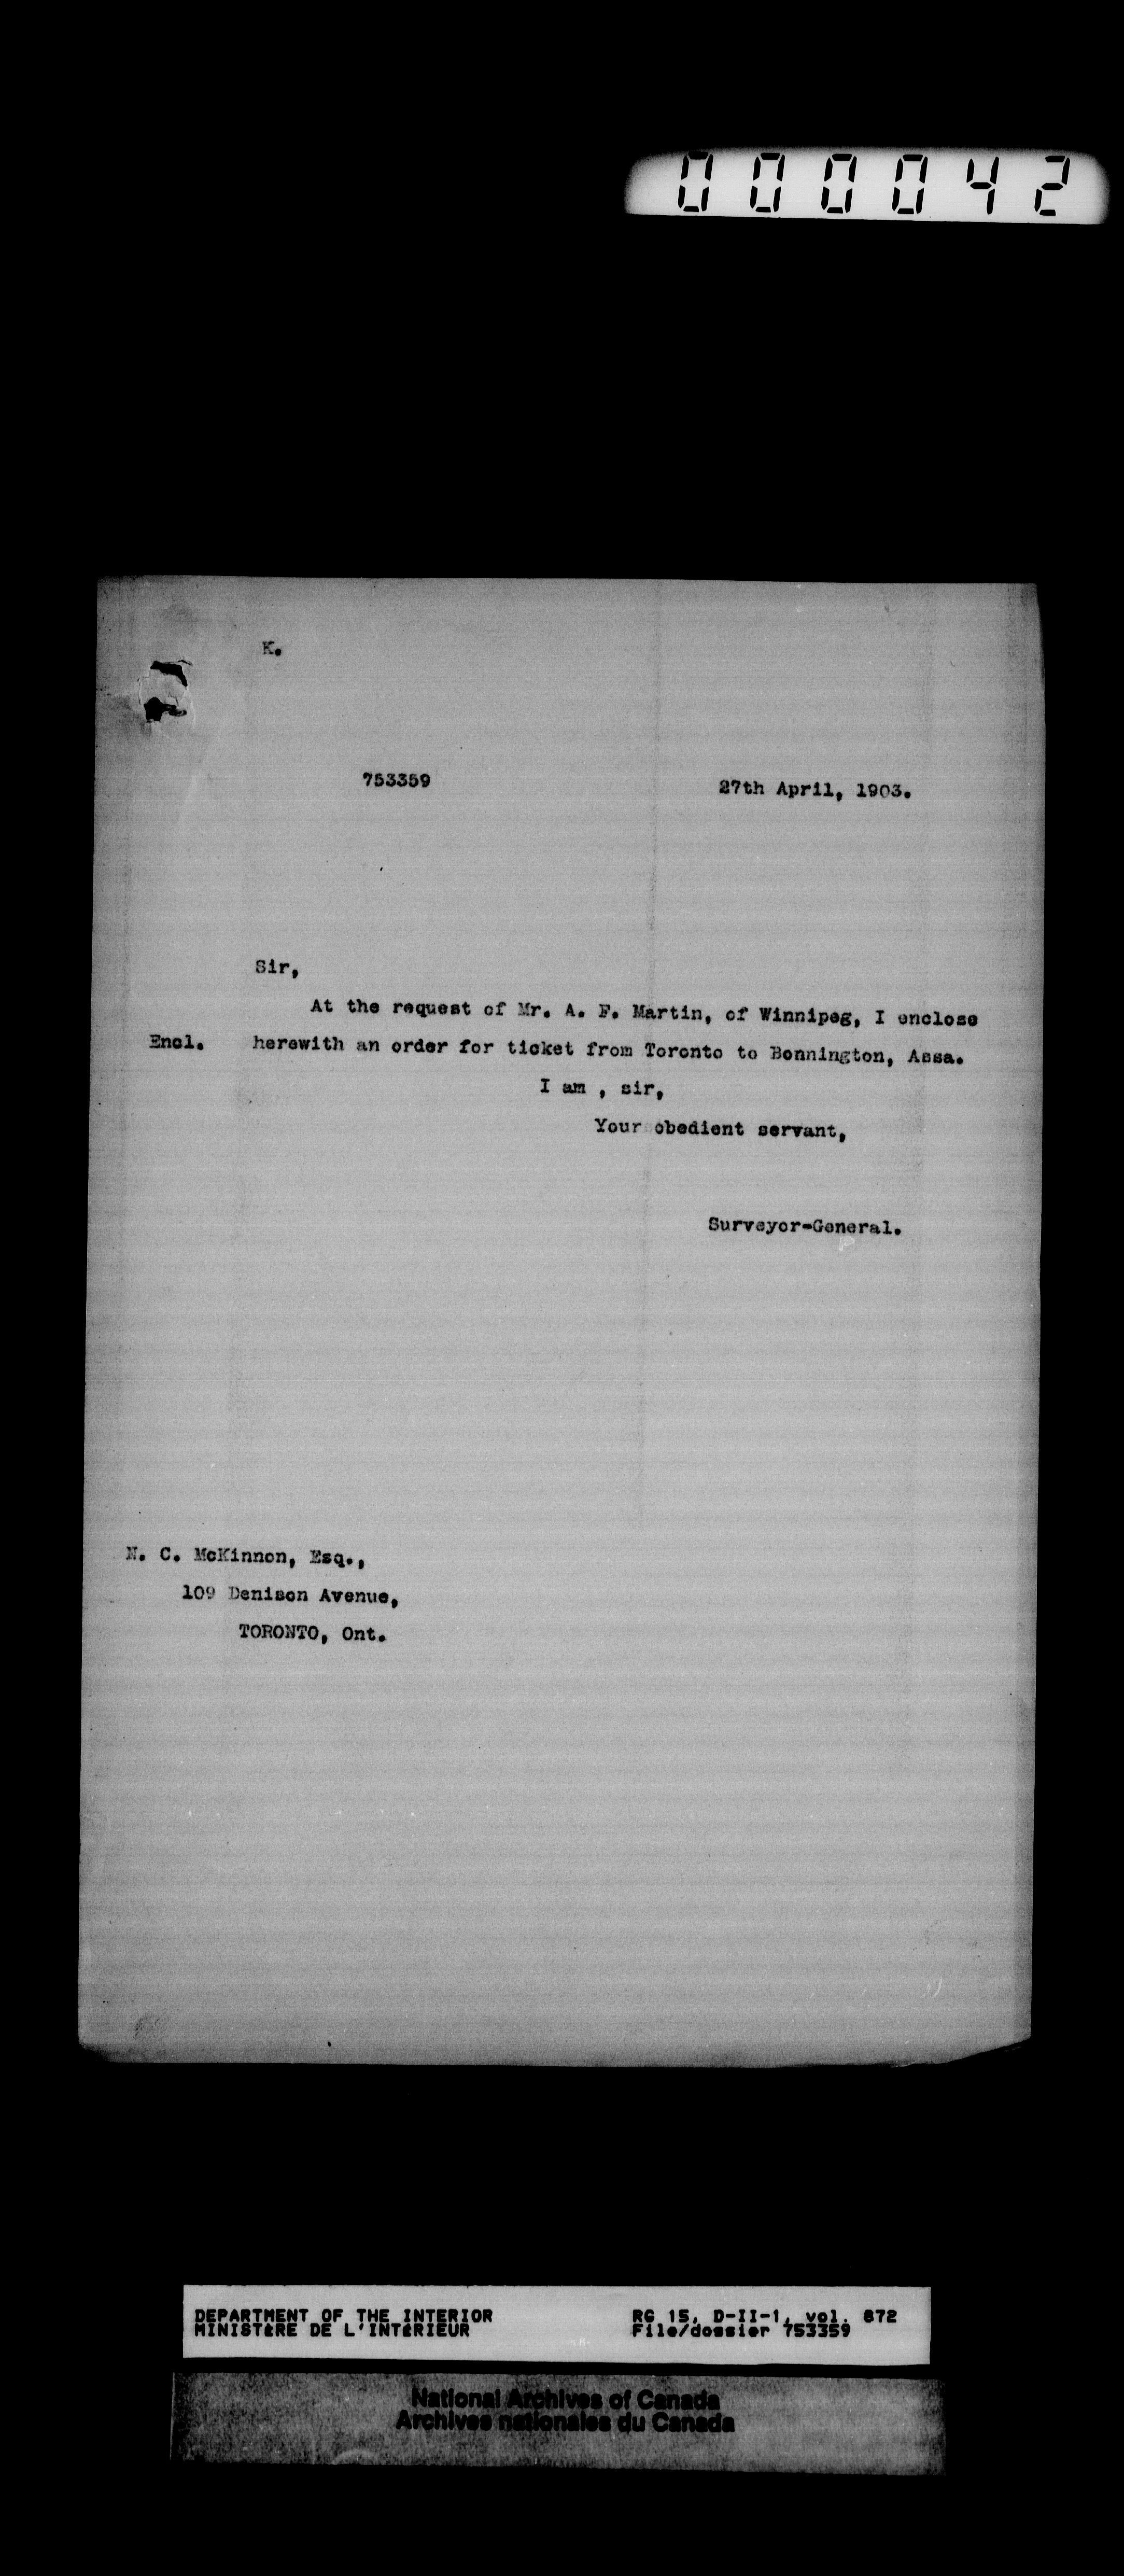 000042
K.
753359
27th April, 1903.
Sir,
At the request of Mr. A. F. Martin, of Winnipeg, I enclose
Encl. herewith an order for ticket from Toronto to Bonnington, Assa.
I am , sir,
Your obedient servant,
Surveyor-General.
N. C. McKinnon, Esq.,
109 Denison Avenue,
TORONTO, Ont.
DEPARTMENT OF THE INTERIOR
MINISTÈRE DE L'INTÉRIEUR
RG 15, D-II-1, vol. 872
File/dossier 753359
National Archives of Canada
Archives nationales du Canada